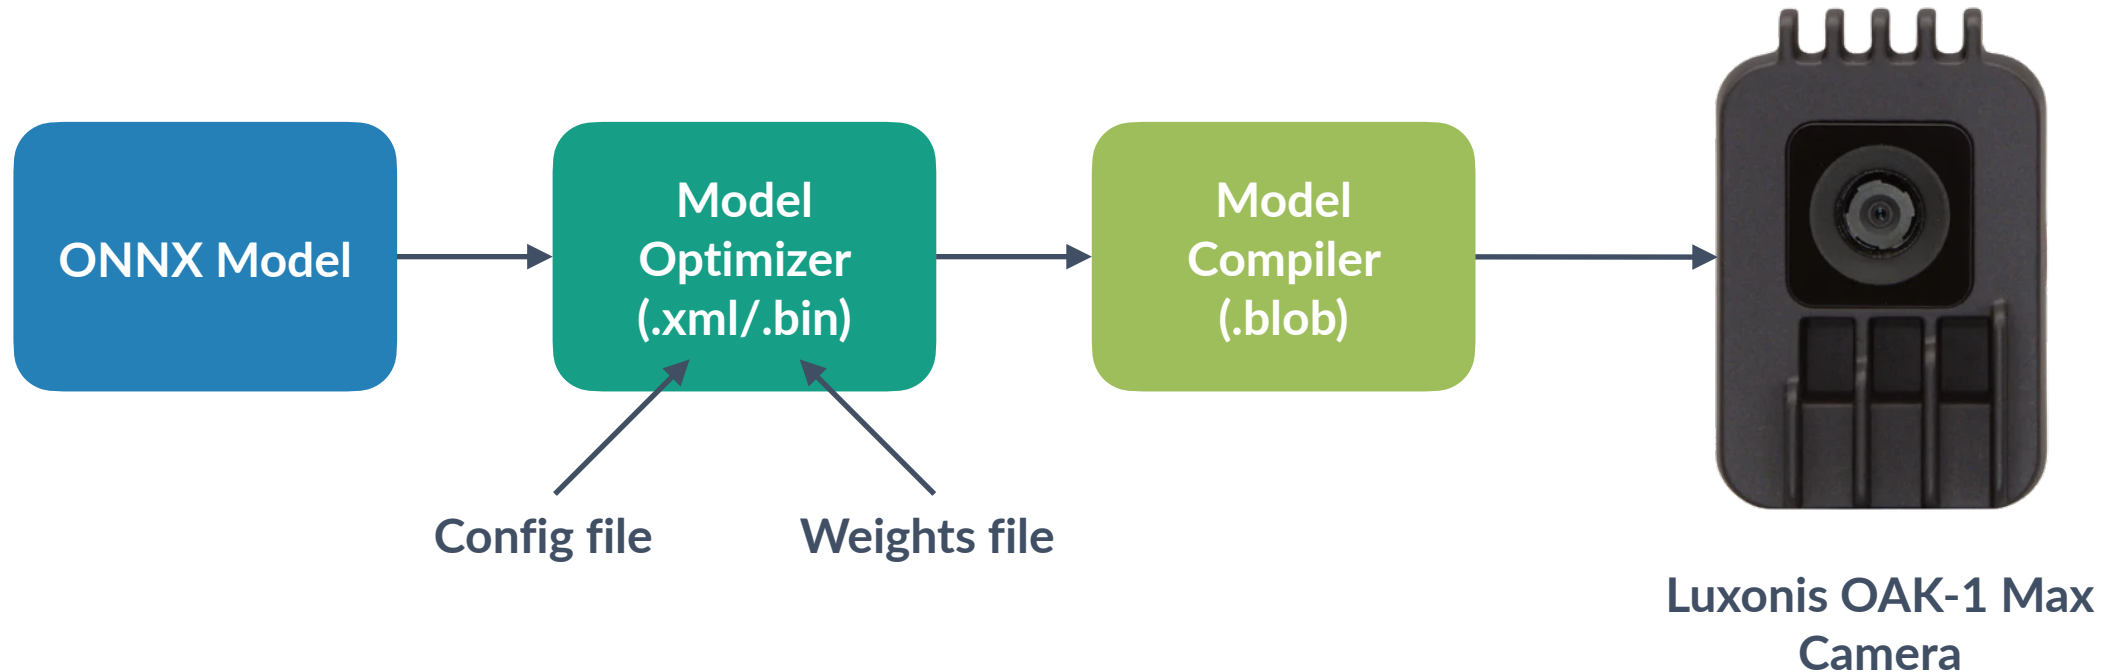 ONNX Model
Model
Optimizer
(.xml/.bin)
Model
Compiler
(.blob)
Config file
Weights file
Luxonis OAK-1 Max
Camera